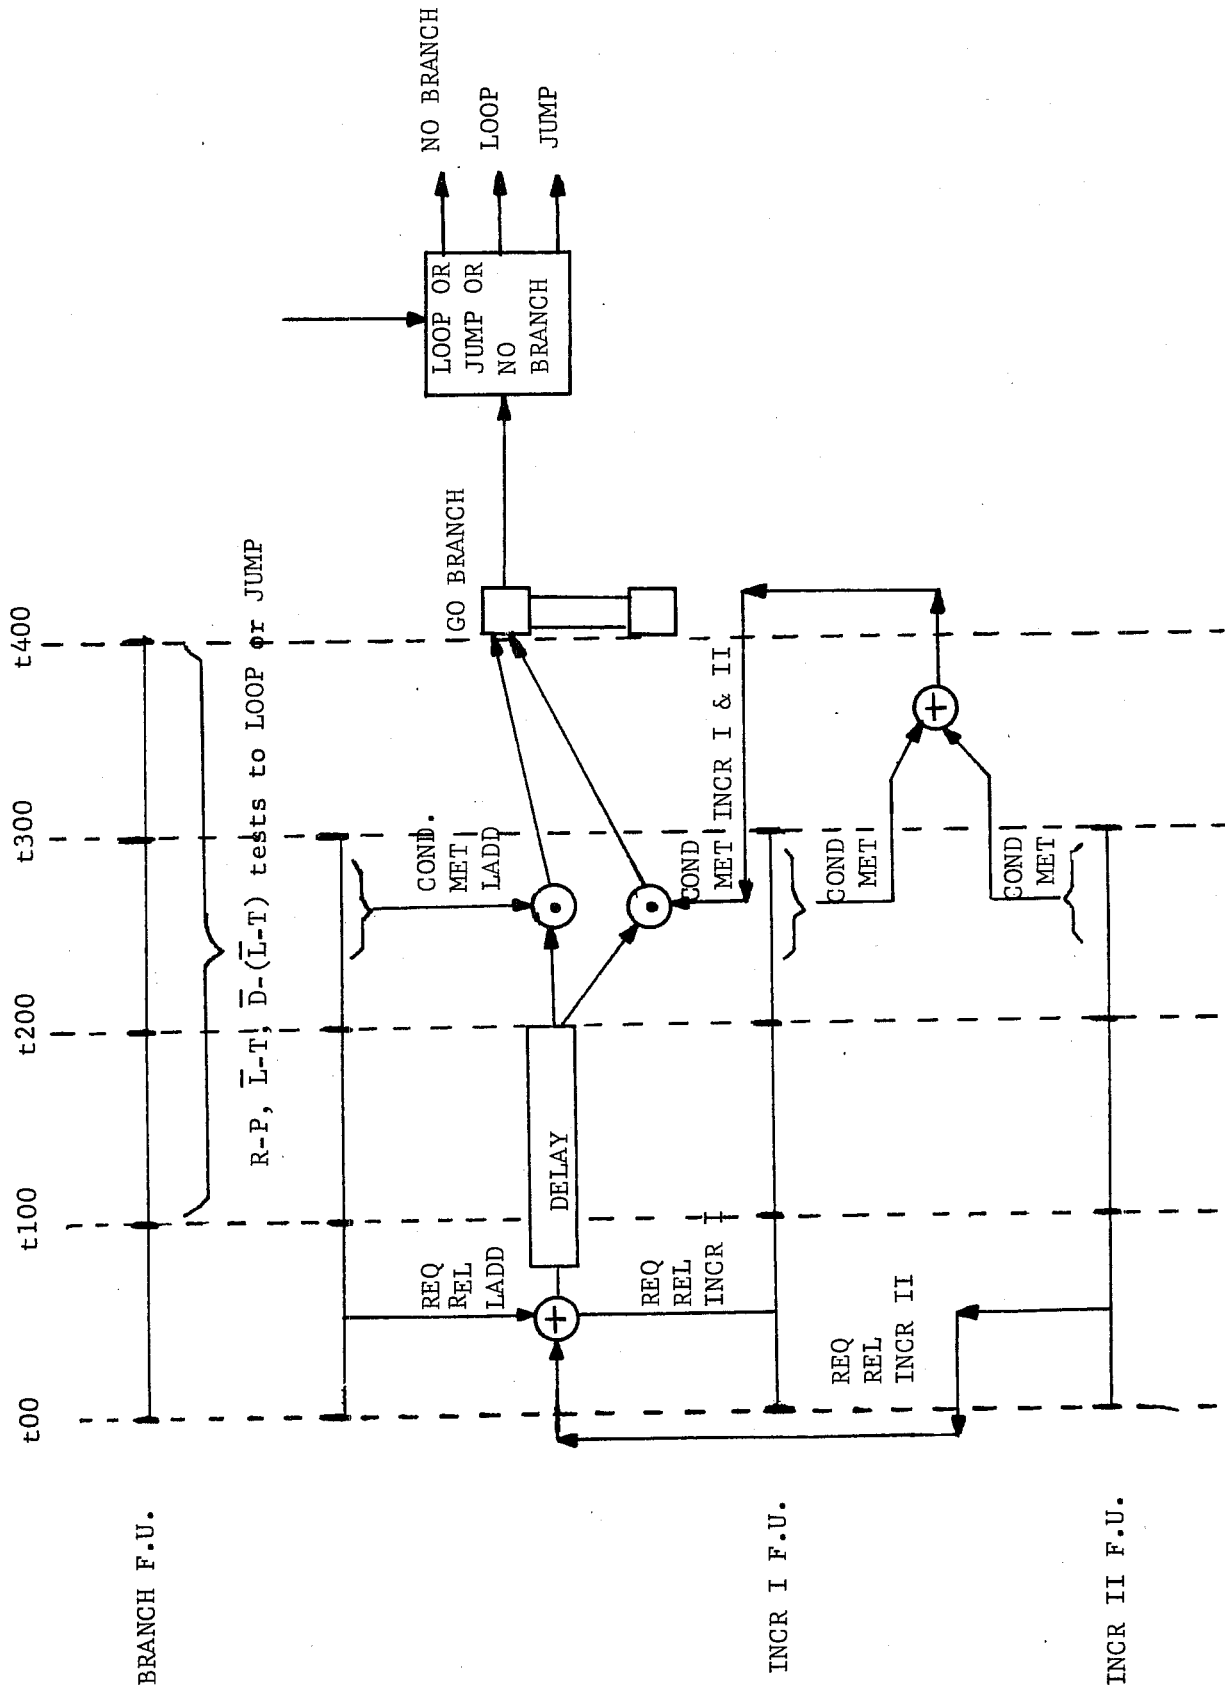 t00
t100
t200
t300
t400
BRANCH F.U.
R-P, L̅-T, D̅-(L̅-T) tests to LOOP or JUMP
REQ
REL
LADD
COND.
MET
LADD
GO BRANCH
LOOP OR
JUMP OR
NO
BRANCH
NO BRANCH
LOOP
JUMP
+
DELAY
REQ
REL
INCR I
COND
MET INCR I & II
INCR I F.U.
REQ
REL
INCR II
COND
MET
+
COND
MET
INCR II F.U.